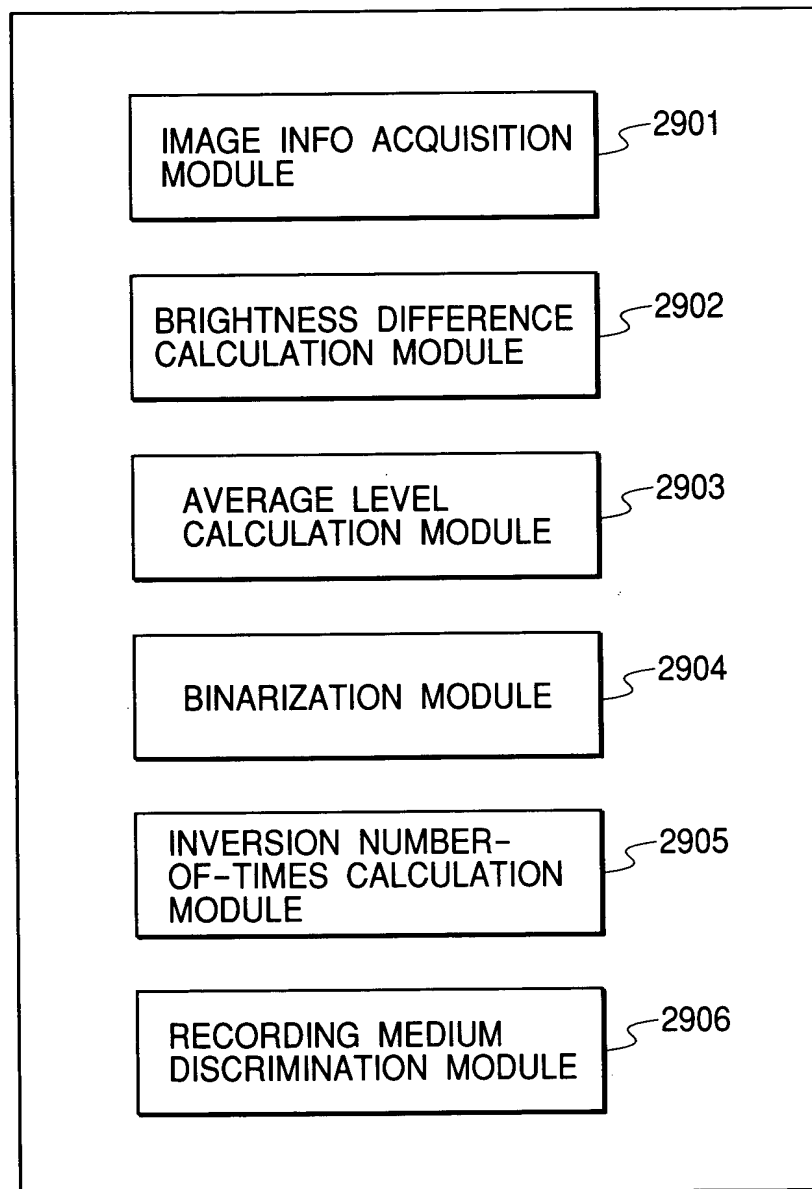 IMAGE INFO ACQUISITION
MODULE
2901
BRIGHTNESS DIFFERENCE
CALCULATION MODULE
2902
AVERAGE LEVEL
CALCULATION MODULE
2903
BINARIZATION MODULE
2904
INVERSION NUMBER-
OF-TIMES CALCULATION
MODULE
2905
RECORDING MEDIUM
DISCRIMINATION MODULE
2906